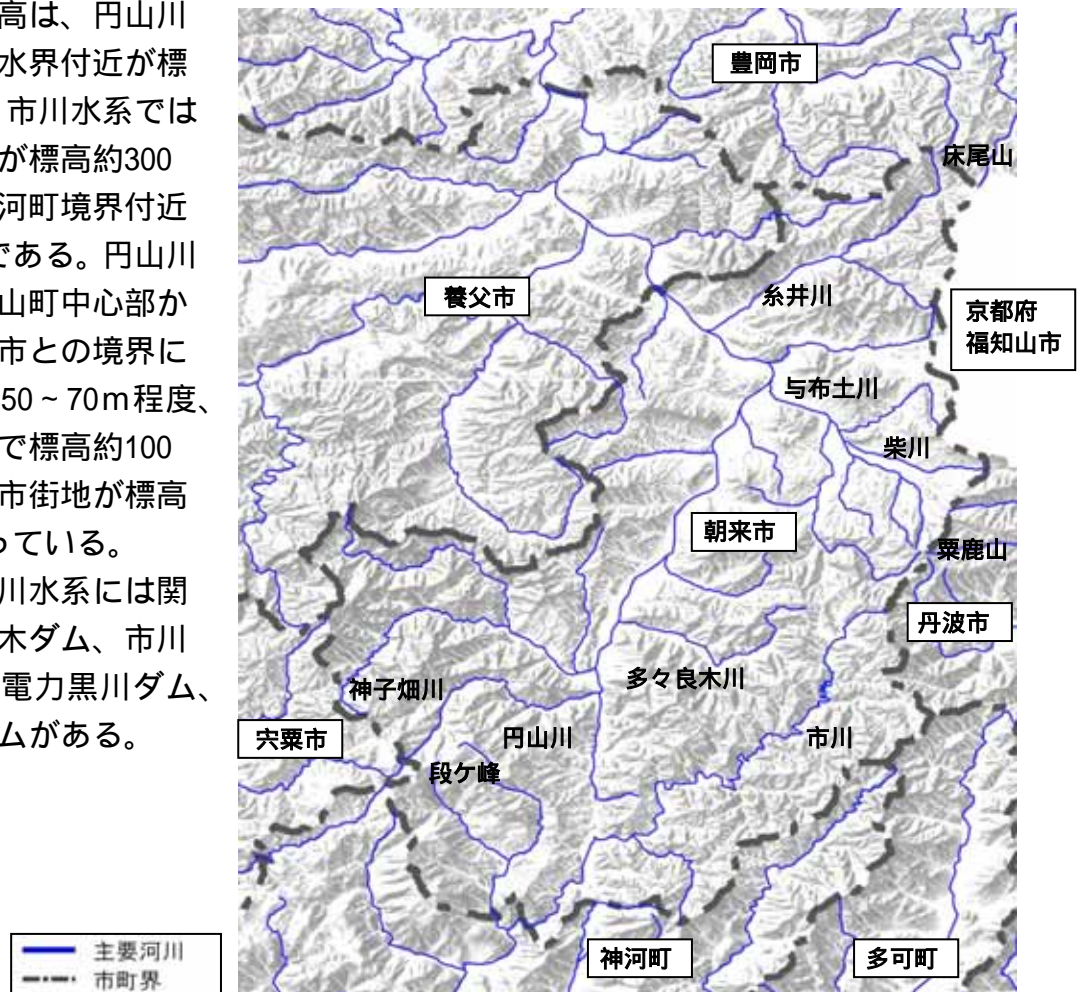 高は、円山川
水界付近が標
市川水系では
が標高約300
河町境界付近
である。円山川
山町中心部か
市との境界に
50~70m程度、
で標高約100
市街地が標高
っている。
川水系には関
木ダム、市川
電力黒川ダム、
ムがある。
豊岡市
床尾山
養父市
糸井川
京都府
福知山市
与布土川
柴川
朝来市
粟鹿山
丹波市
多々良木川
神子畑川
宍粟市
円山川
市川
段ケ峰
神河町
多可町
主要河川
市町界